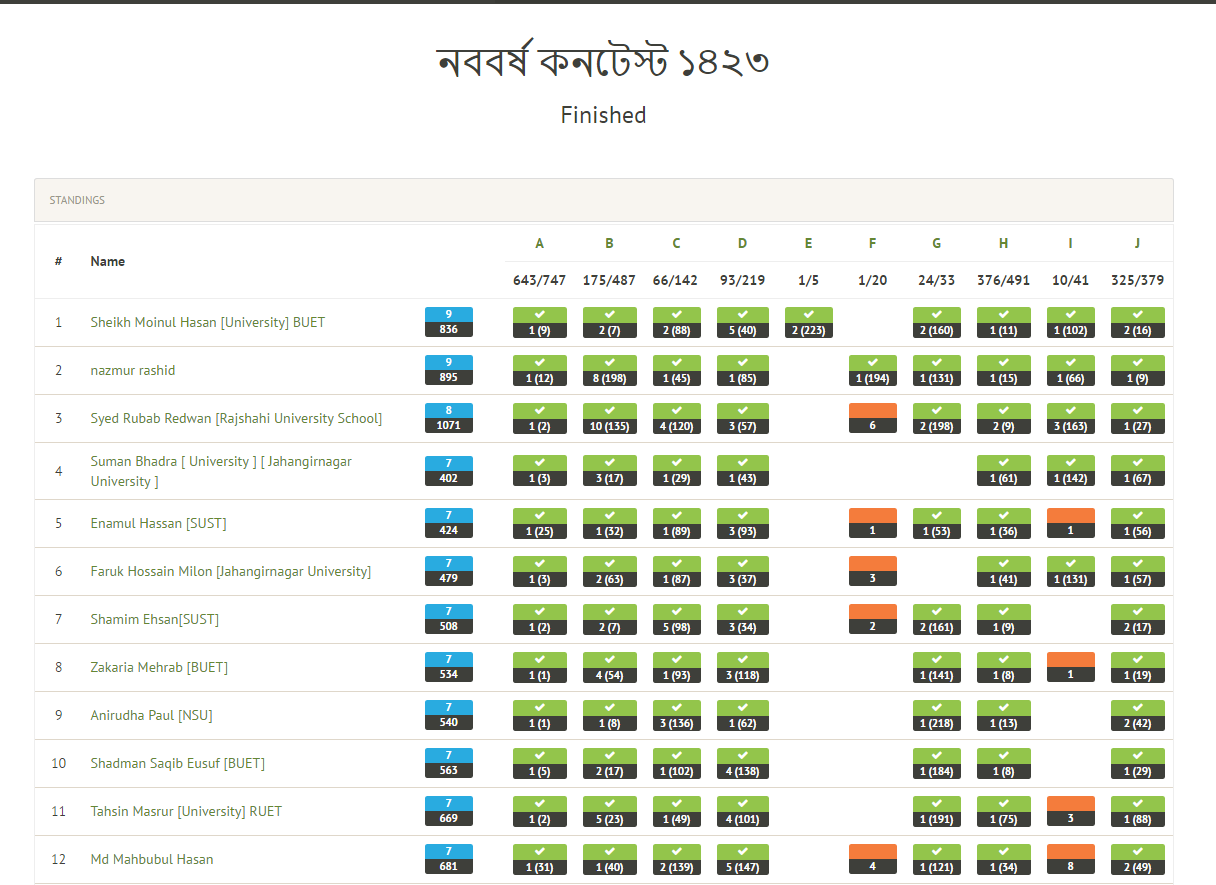 নববর্ষ কনটেস্ট ১৪২৩
Finished
STANDINGS
# Name A B C D E F G H I J
643/747 175/487 66/142 93/219 1/5 1/20 24/33 376/491 10/41 325/379
1 Sheikh Moinul Hasan [University] BUET 9 836 1 (9) 2 (7) 2 (88) 5 (40) 2 (223) 2 (160) 1 (11) 1 (102) 2 (16)
2 nazmur rashid 9 895 1 (12) 8 (198) 1 (45) 1 (85) 1 (194) 1 (131) 1 (15) 1 (66) 1 (9)
3 Syed Rubab Redwan [Rajshahi University School] 8 1071 1 (2) 10 (135) 4 (120) 3 (57) 6 2 (198) 2 (9) 3 (163) 1 (27)
4 Suman Bhadra [ University ] [ Jahangirnagar
University ] 7 402 1 (3) 3 (17) 1 (29) 1 (43) 1 (61) 1 (142) 1 (67)
5 Enamul Hassan [SUST] 7 424 1 (25) 1 (32) 1 (89) 3 (93) 1 1 (53) 1 (36) 1 1 (56)
6 Faruk Hossain Milon [Jahangirnagar University] 7 479 1 (3) 2 (63) 1 (87) 3 (37) 3 1 (41) 1 (131) 1 (57)
7 Shamim Ehsan[SUST] 7 508 1 (2) 2 (7) 5 (98) 3 (34) 2 2 (161) 1 (9) 2 (17)
8 Zakaria Mehrab [BUET] 7 534 1 (1) 4 (54) 1 (93) 3 (118) 1 (141) 1 (8) 1 1 (19)
9 Anirudha Paul [NSU] 7 540 1 (1) 1 (8) 3 (136) 1 (62) 1 (218) 1 (13) 2 (42)
10 Shadman Saqib Eusuf [BUET] 7 563 1 (5) 2 (17) 1 (102) 4 (138) 1 (184) 1 (8) 1 (29)
11 Tahsin Masrur [University] RUET 7 669 1 (2) 5 (23) 1 (49) 4 (101) 1 (191) 1 (75) 3 1 (88)
12 Md Mahbubul Hasan 7 681 1 (31) 1 (40) 2 (139) 5 (147) 4 1 (121) 1 (34) 8 2 (49)